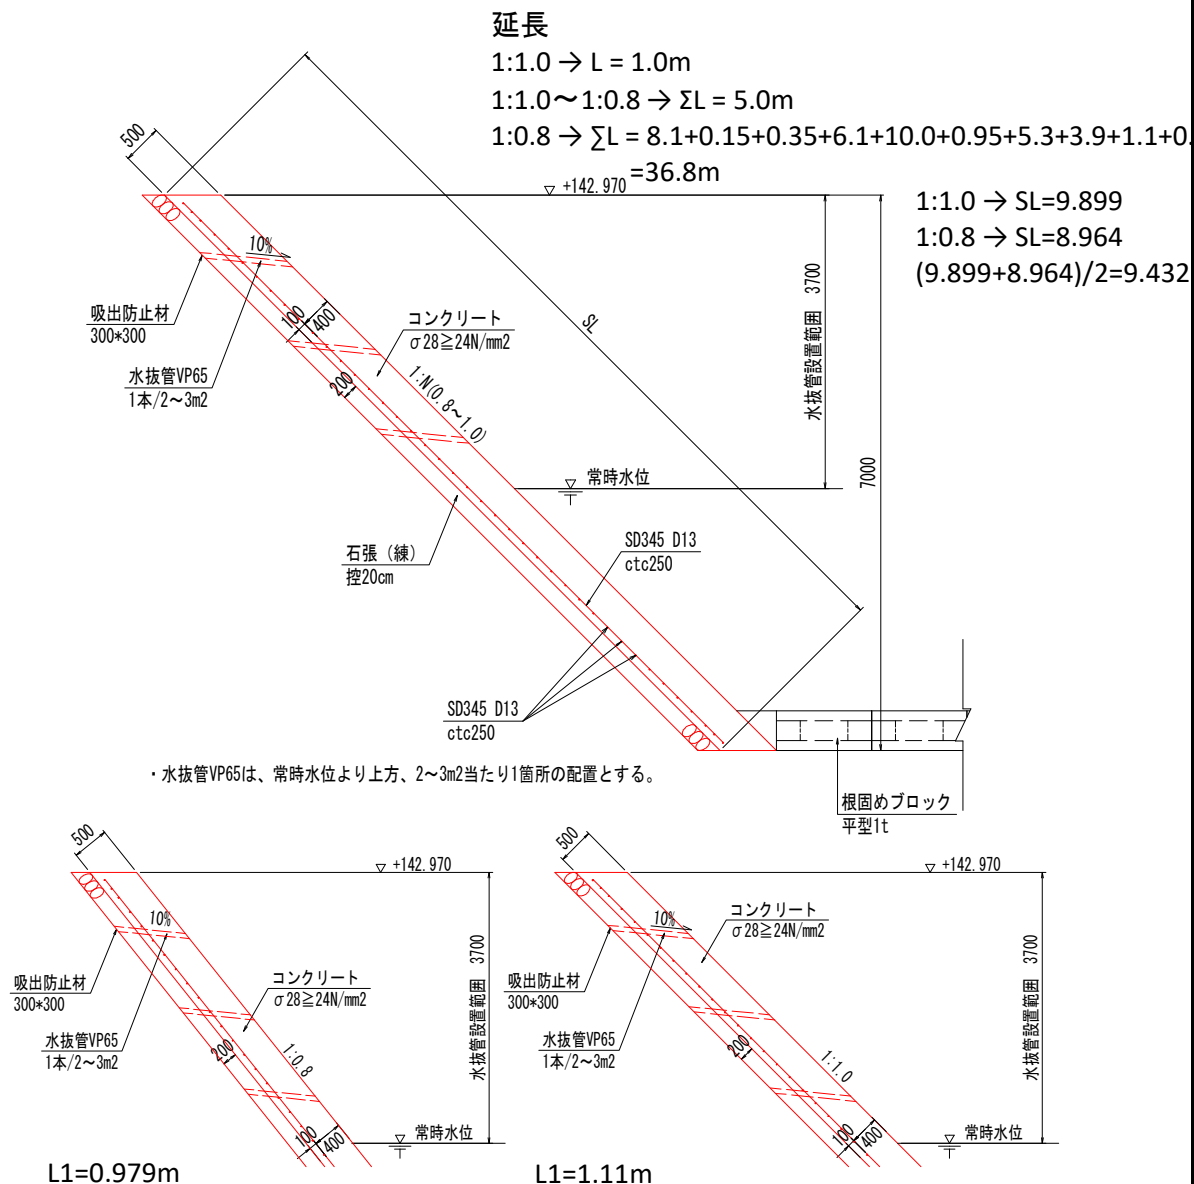 延長
1:1.0 → L = 1.0m
1:1.0～1:0.8 → ΣL = 5.0m
1:0.8 → ∑L = 8.1+0.15+0.35+6.1+10.0+0.95+5.3+3.9+1.1+0.
=36.8m
1:1.0 → SL=9.899
1:0.8 → SL=8.964
(9.899+8.964)/2=9.432
500
+142.970
10%
吸出防止材
300*300
水抜管VP65
1本/2～3m2
100
400
200
コンクリート
σ28≧24N/mm2
1:N(0.8～1.0)
SL
水抜管設置範囲 3700
7000
常時水位
石張（練）
控20cm
SD345 D13
ctc250
SD345 D13
ctc250
・水抜管VP65は、常時水位より上方、2～3m2当たり1箇所の配置とする。
根固めブロック
平型1t
500
+142.970
10%
吸出防止材
300*300
水抜管VP65
1本/2～3m2
コンクリート
σ28≧24N/mm2
200
1:0.8
水抜管設置範囲 3700
常時水位
100
400
L1=0.979m
500
+142.970
10%
コンクリート
σ28≧24N/mm2
吸出防止材
300*300
水抜管VP65
1本/2～3m2
200
1:1.0
水抜管設置範囲 3700
常時水位
100
400
L1=1.11m